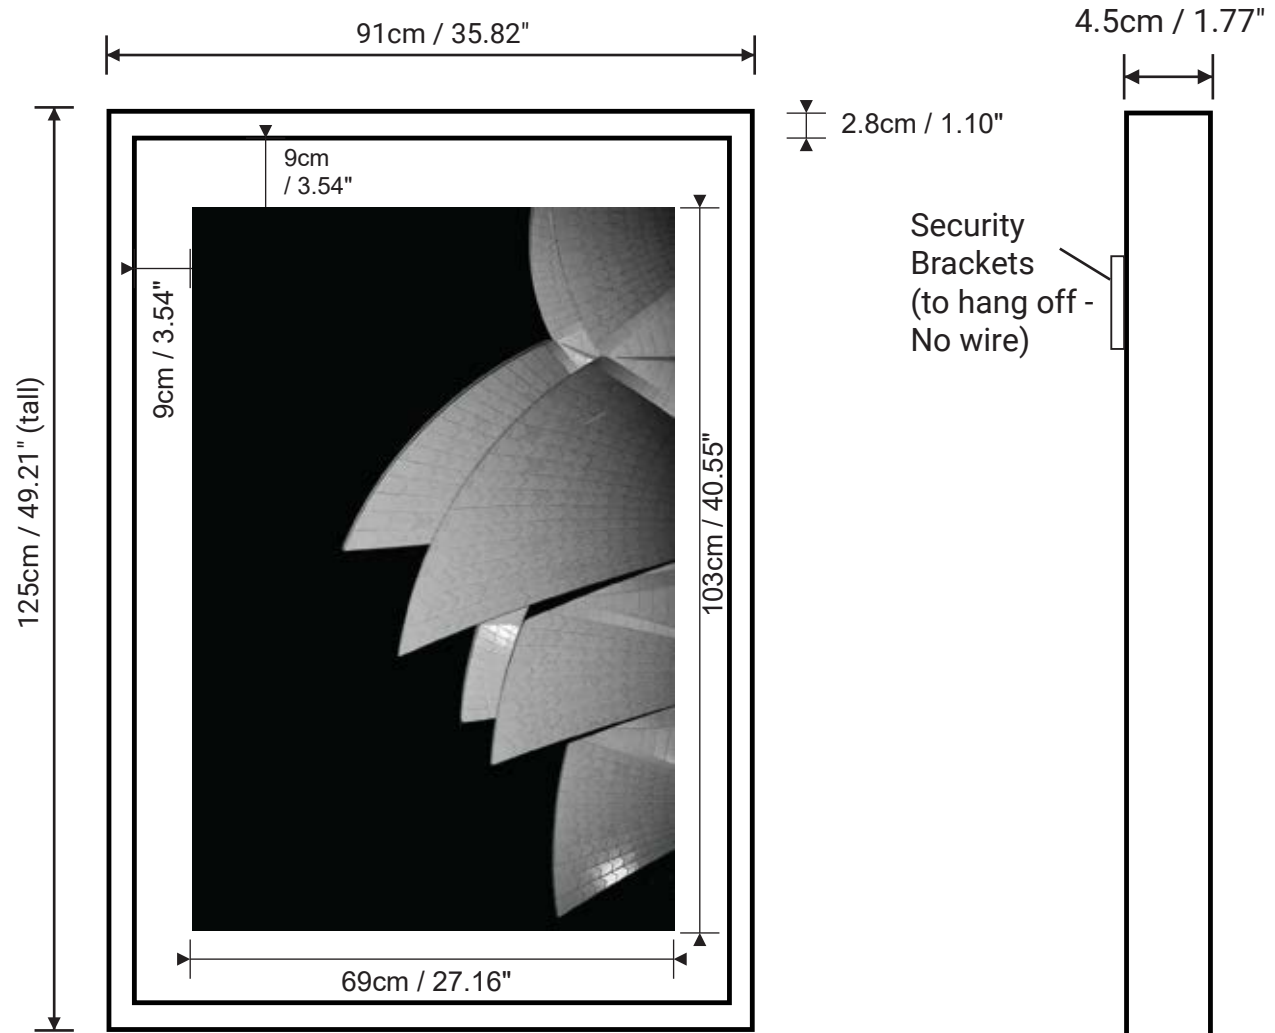 91cm / 35.82"
4.5cm / 1.77"
2.8cm / 1.10"
9cm
/ 3.54"
9cm / 3.54"
Security
Brackets
(to hang off -
No wire)
125cm / 49.21" (tall)
103cm / 40.55"
69cm / 27.16"